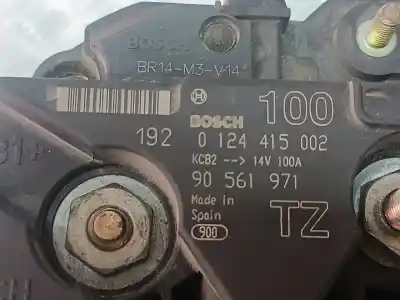 BOSCH
BR14-M3-V14
100
BOSCH
192
0 124 415 002
KCB2 --> 14V 100A
90 561 971
Made in
Spain
TZ
900
B1+